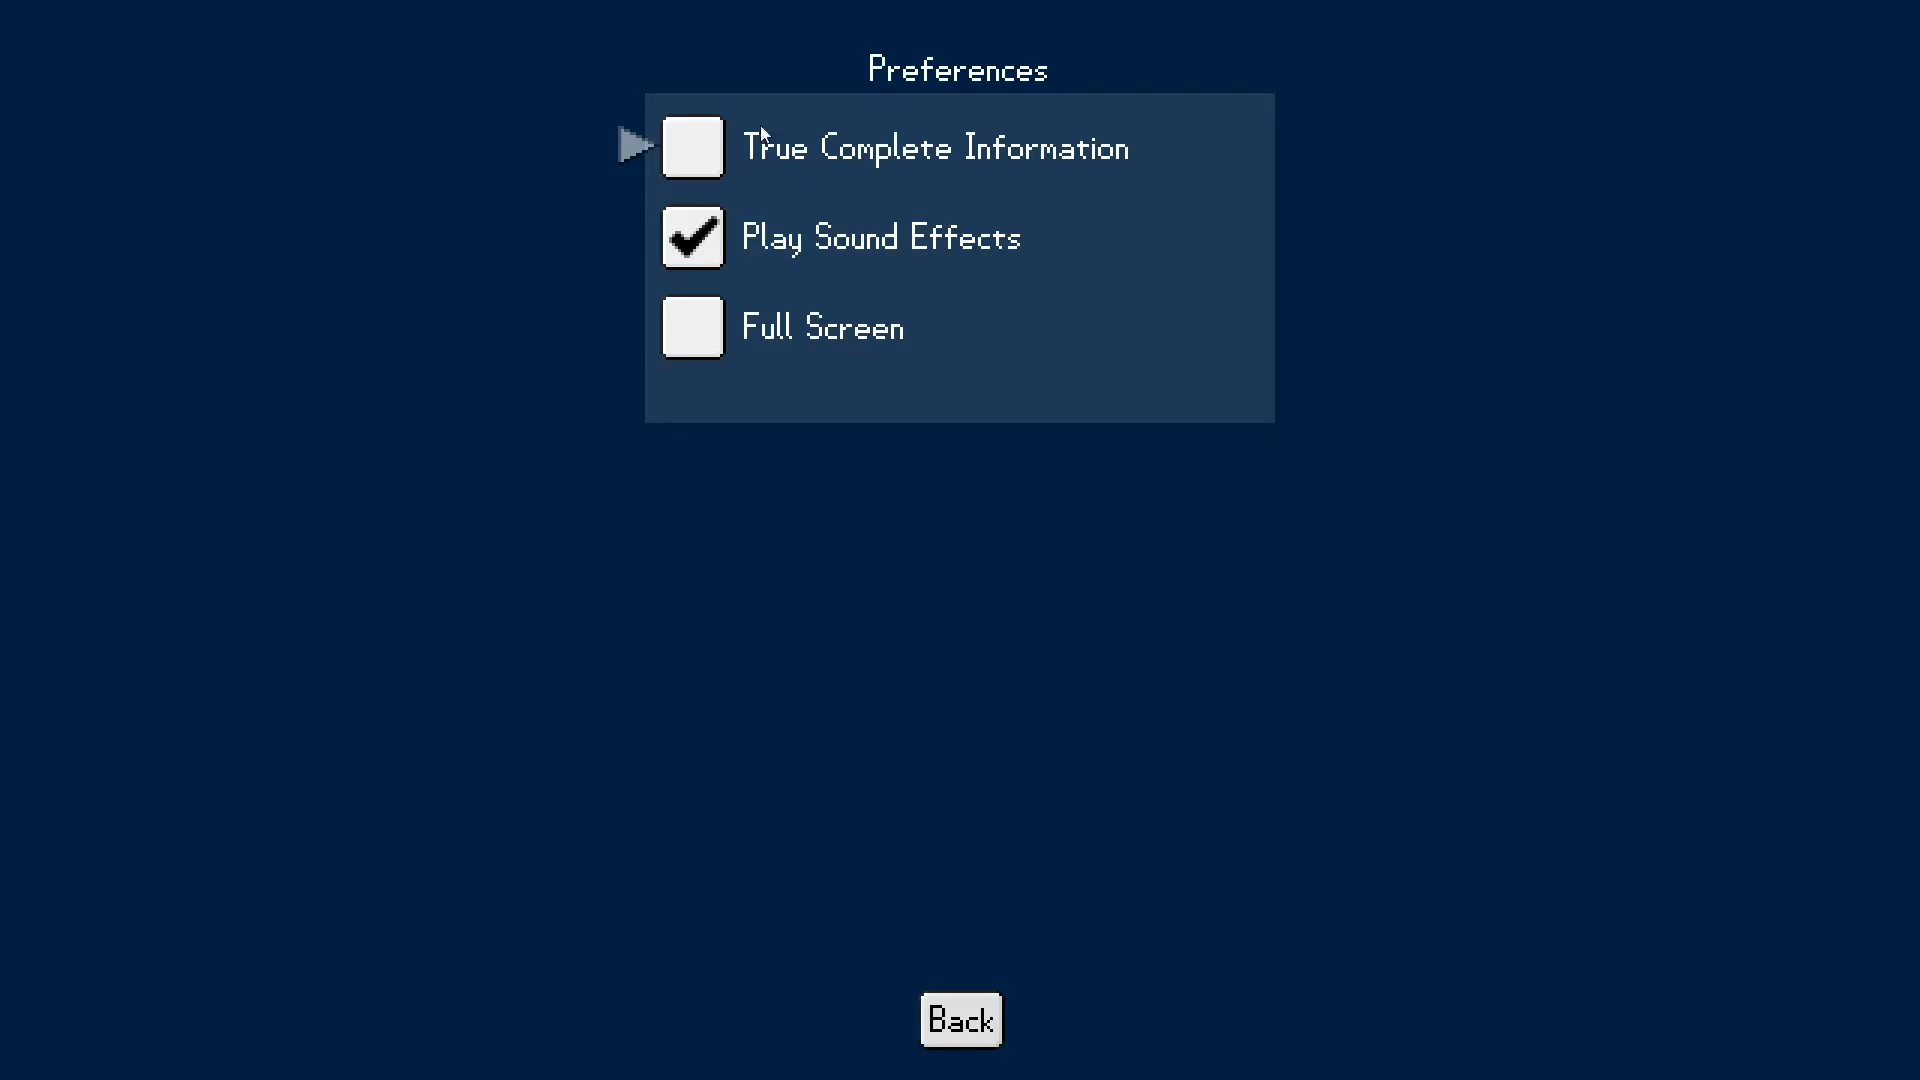 Preferences
True Complete Information
Play Sound Effects
Full Screen
Back